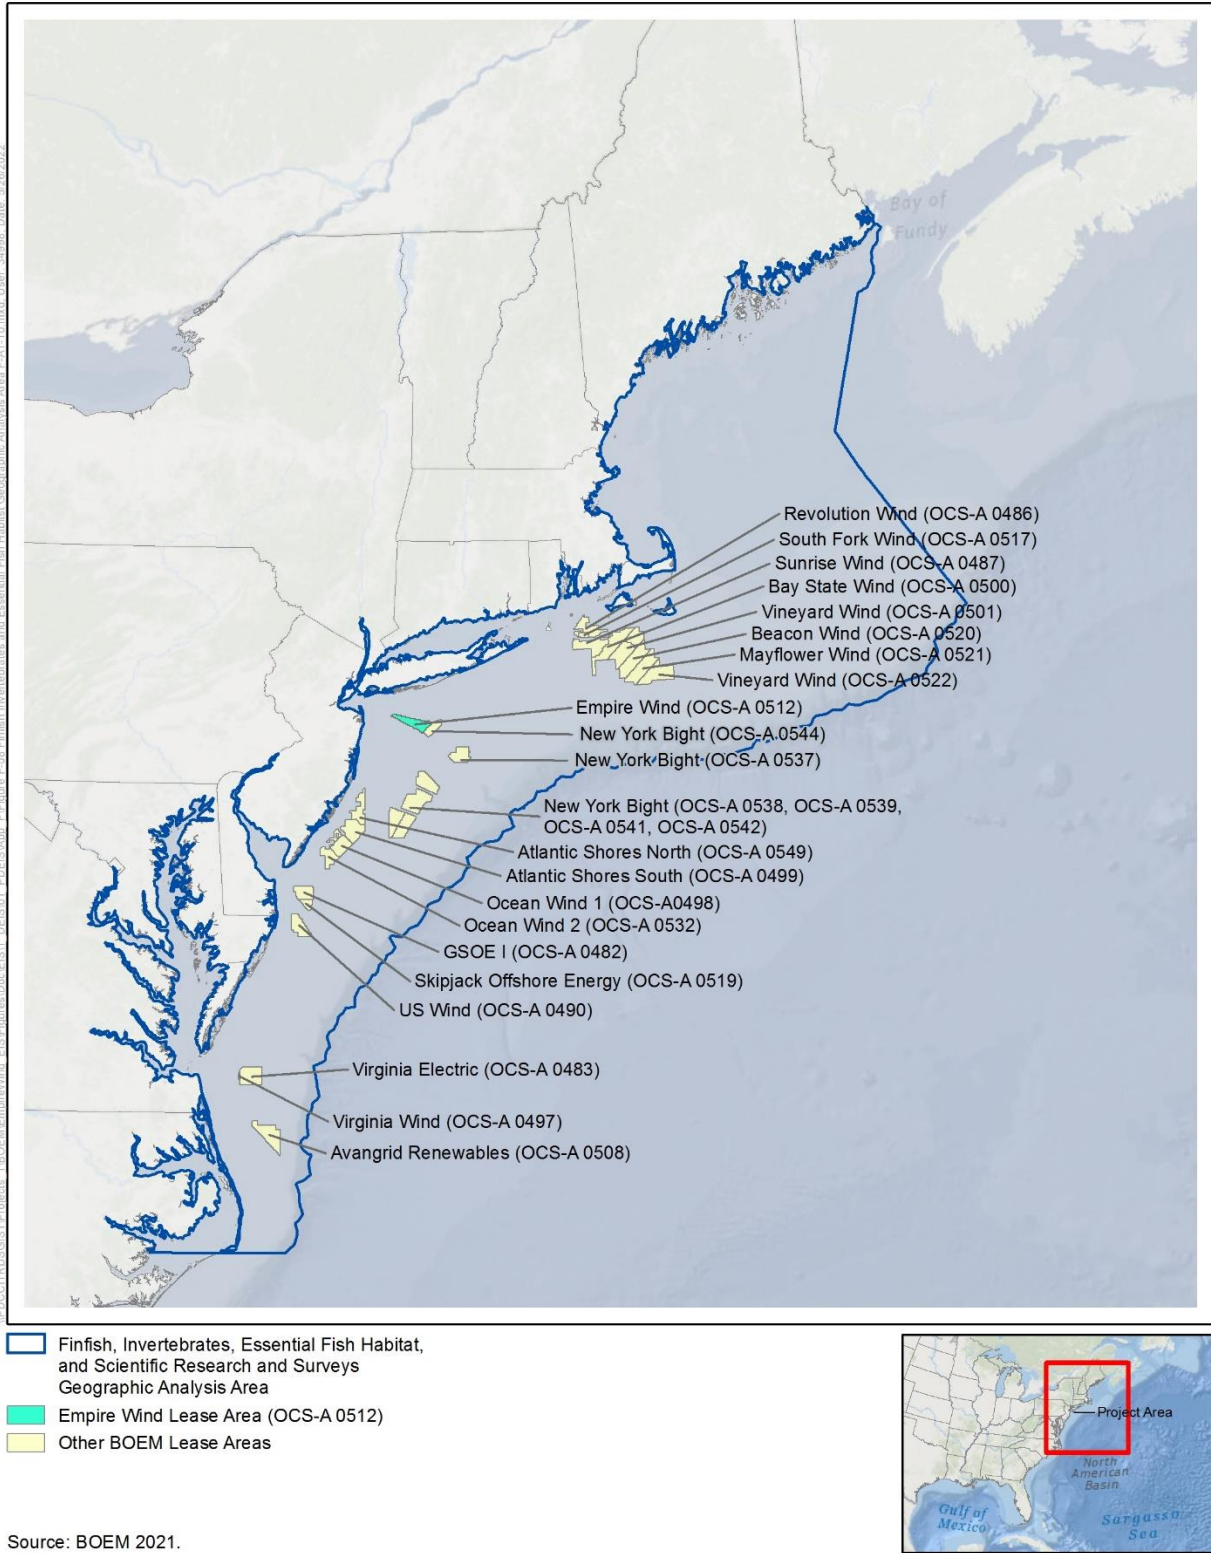 Bay of
Fundy
Revolution Wind (OCS-A 0486)
South Fork Wind (OCS-A 0517)
Sunrise Wind (OCS-A 0487)
Bay State Wind (OCS-A 0500)
Vineyard Wind (OCS-A 0501)
Beacon Wind (OCS-A 0520)
Mayflower Wind (OCS-A 0521)
Vineyard Wind (OCS-A 0522)
Empire Wind (OCS-A 0512)
New York Bight (OCS-A 0544)
New York Bight (OCS-A 0537)
New York Bight (OCS-A 0538, OCS-A 0539,
OCS-A 0541, OCS-A 0542)
Atlantic Shores North (OCS-A 0549)
Atlantic Shores South (OCS-A 0499)
Ocean Wind 1 (OCS-A0498)
Ocean Wind 2 (OCS-A 0532)
GSOE I (OCS-A 0482)
Skipjack Offshore Energy (OCS-A 0519)
US Wind (OCS-A 0490)
Virginia Electric (OCS-A 0483)
Virginia Wind (OCS-A 0497)
Avangrid Renewables (OCS-A 0508)
Finfish, Invertebrates, Essential Fish Habitat,
and Scientific Research and Surveys
Geographic Analysis Area
Empire Wind Lease Area (OCS-A 0512)
Other BOEM Lease Areas
Source: BOEM 2021.
Project Area
North
American
Basin
Gulf of
Mexico
Sargasso
Sea